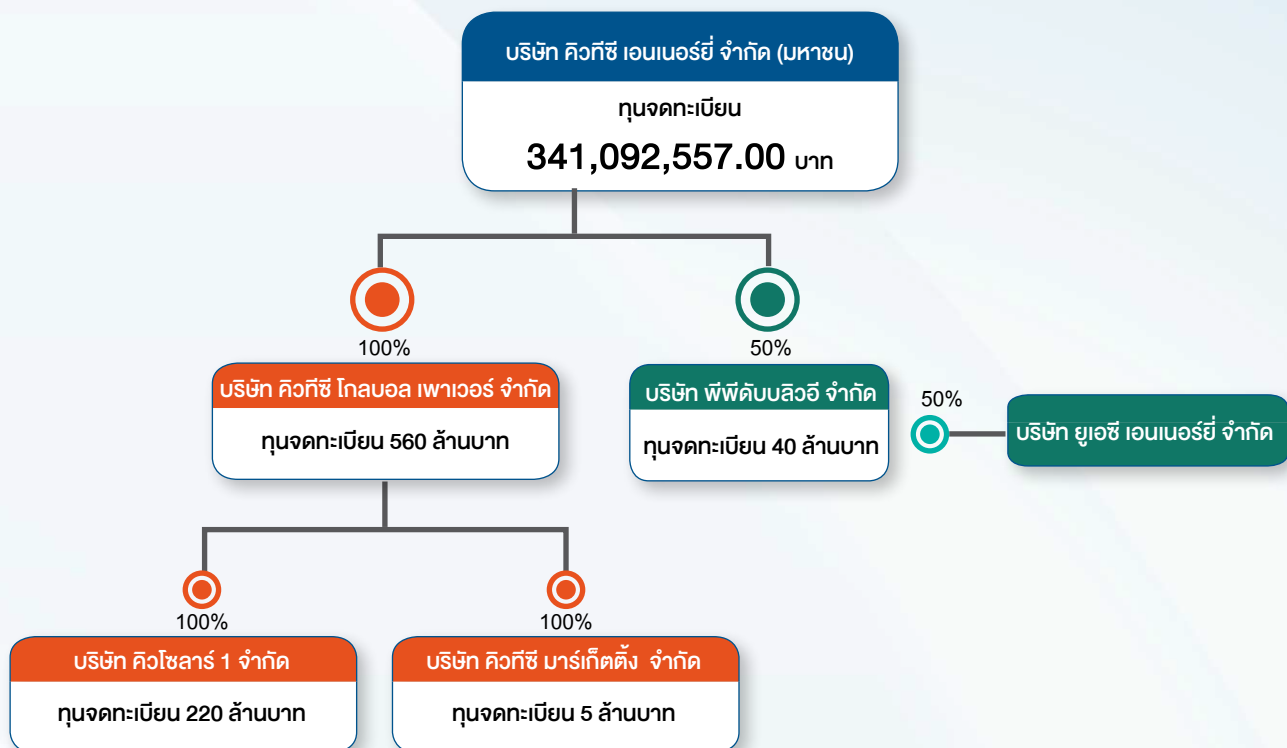 บริษัท คิวทีซี เอนเนอร์ยี่ จำกัด (มหาชน)
ทุนจดทะเบียน
341,092,557.00 บาท
100%
50%
บริษัท คิวทีซี โกลบอล เพาเวอร์ จำกัด
ทุนจดทะเบียน 560 ล้านบาท
บริษัท พีพีดับบลิวอี จำกัด
ทุนจดทะเบียน 40 ล้านบาท
50%
บริษัท ยูเอซี เอนเนอร์ยี่ จำกัด
100%
100%
บริษัท คิวโซลาร์ 1 จำกัด
ทุนจดทะเบียน 220 ล้านบาท
บริษัท คิวทีซี มาร์เก็ตติ้ง จำกัด
ทุนจดทะเบียน 5 ล้านบาท